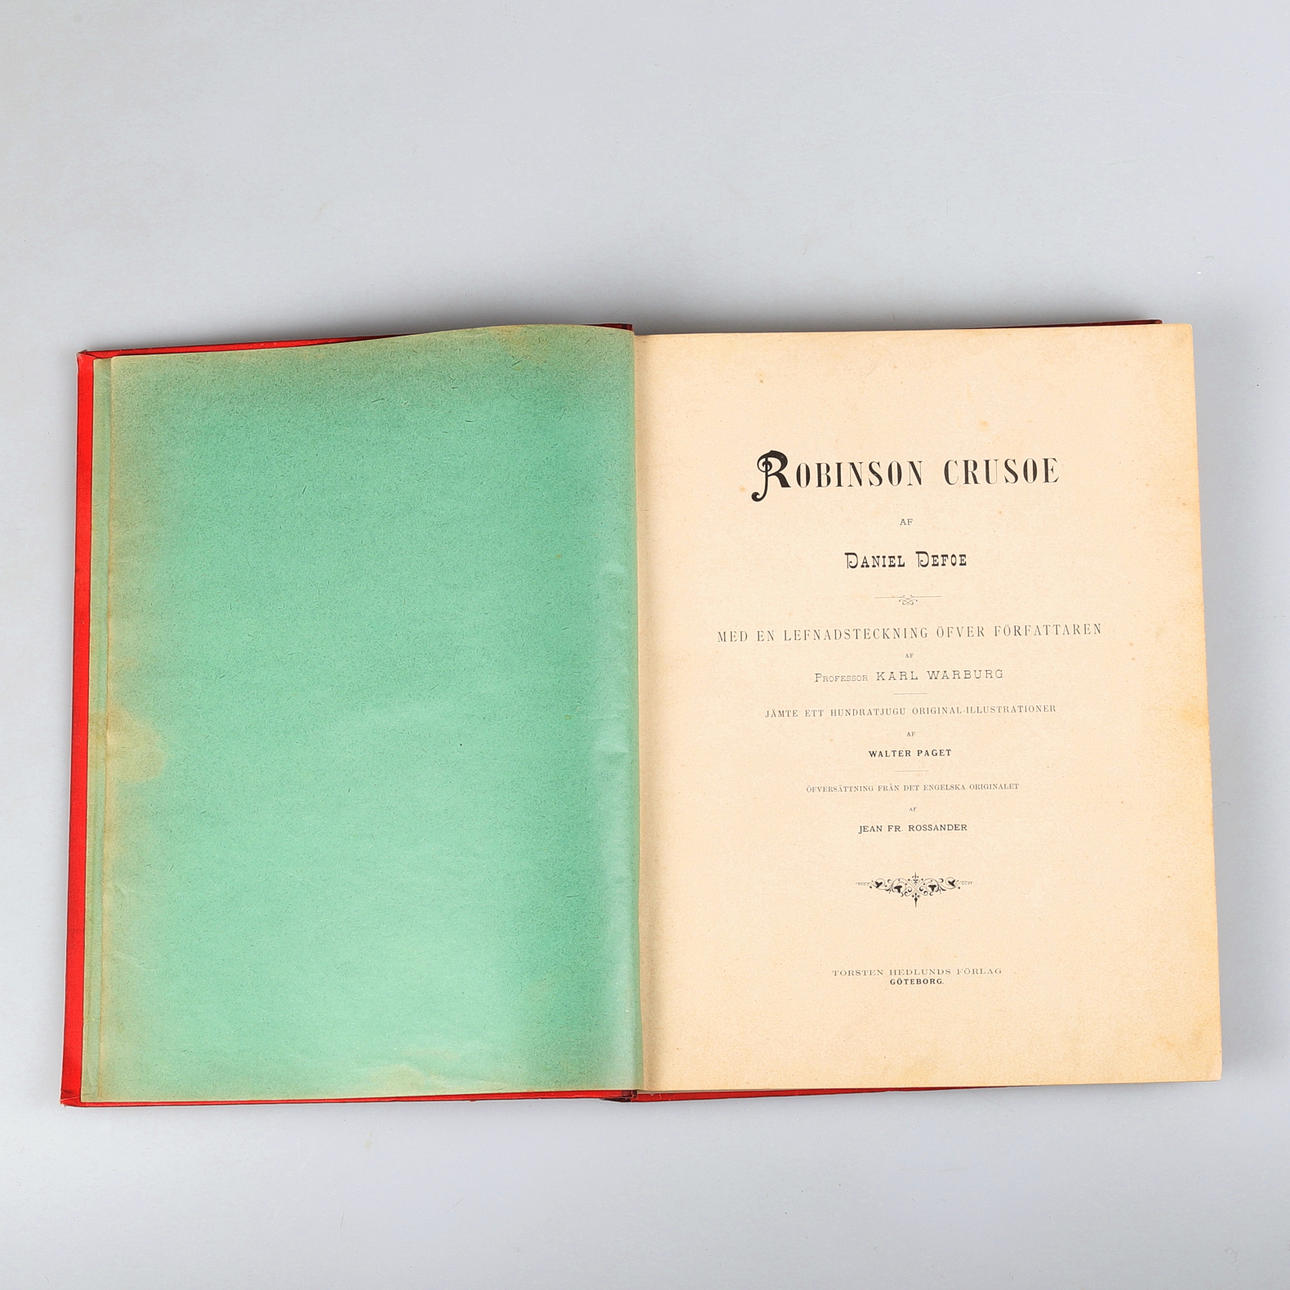 ROBINSON CRUSOE
AF
DANIEL DEFOE
MED EN LEFNADSTECKNING ÖFVER FÖRFATTAREN
AF
PROFESSOR KARL WARBURG
JÄMTE ETT HUNDRATJUGU ORIGINAL-ILLUSTRATIONER
AF
WALTER PAGET
ÖFVERSÄTTNING FRÅN DET ENGELSKA ORIGINALET
AF
JEAN FR. ROSSANDER
TORSTEN HEDLUNDS FÖRLAG
GÖTEBORG.